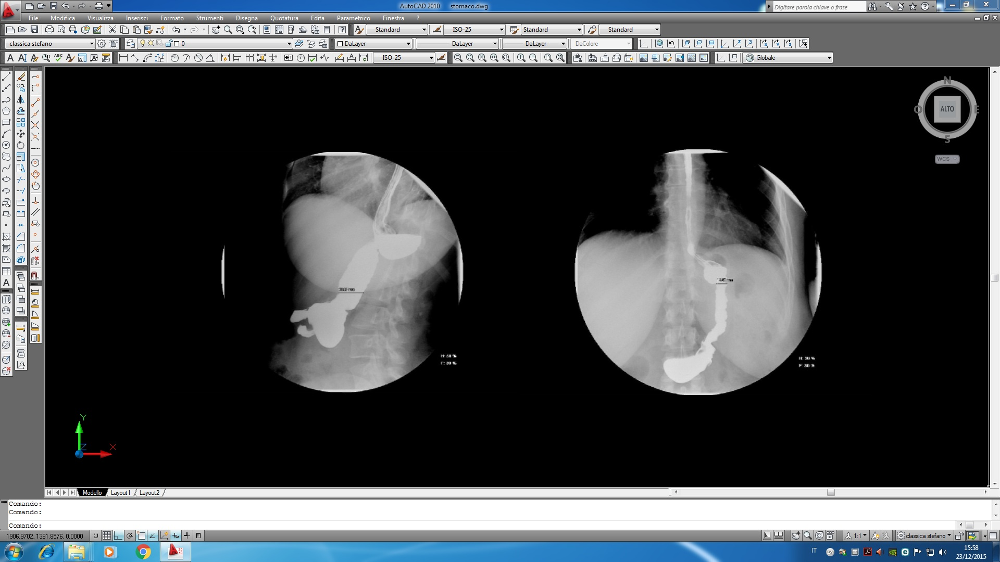 AutoCAD 2010 stomaco.dwg
Digitare parola chiave o frase
File Modifica Visualizza Inserisci Formato Strumenti Disegna Quotatura Edita Parametrico Finestra ?
Standard ISO-25 Standard Standard
classica stefano 0 DaLayer DaLayer DaLayer DaColore
ISO-25 Globale
N
O ALTO E
S
WCS
H: 30 %
F: 30 %
H: 30 %
F: 30 %
Y
Z X
Modello Layout1 Layout2
Comando:
Comando:
Comando:
1906.9702, 1391.8576, 0.0000 1:1 classica stefano
IT 15:58
23/12/2015